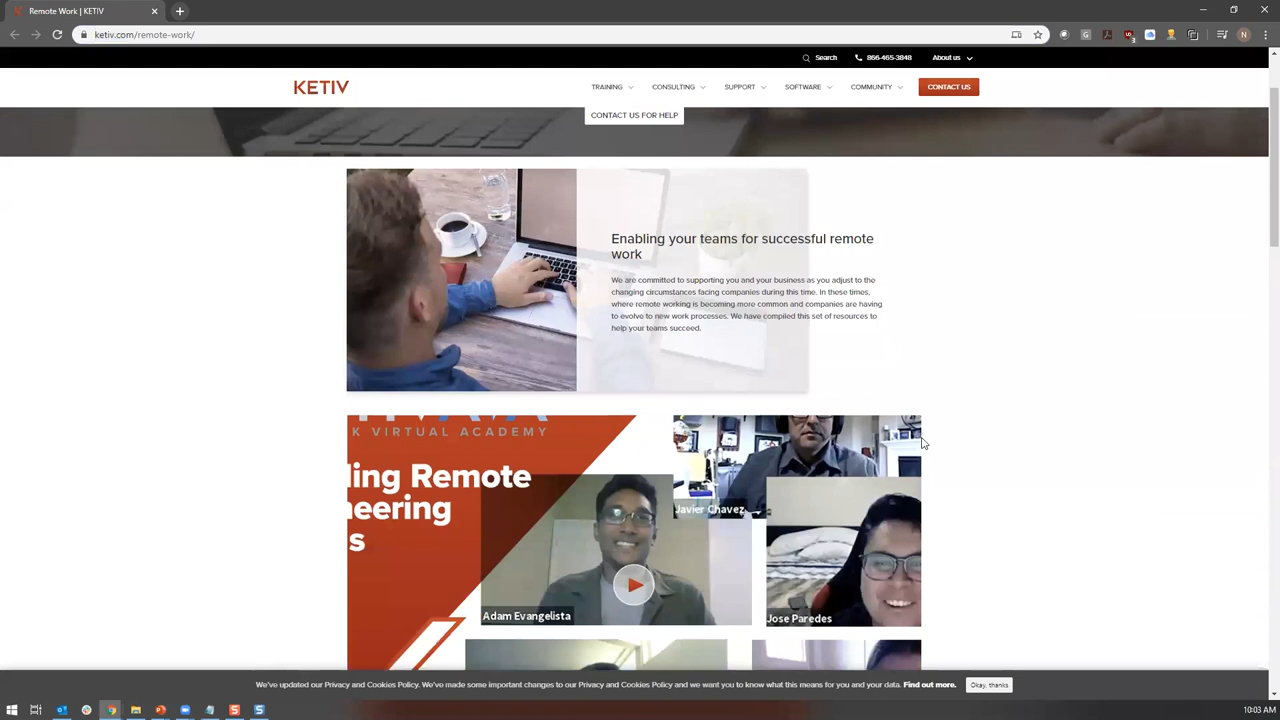 Remote Work | KETIV
ketiv.com/remote-work/
Search
866-465-3848
About us
KETIV
TRAINING
CONSULTING
SUPPORT
SOFTWARE
COMMUNITY
CONTACT US
CONTACT US FOR HELP
Enabling your teams for successful remote
work
We are committed to supporting you and your business as you adjust to the
changing circumstances facing companies during this time. In these times,
where remote working is becoming more common and companies are having
to evolve to new work processes. We have compiled this set of resources to
help your teams succeed.
K VIRTUAL ACADEMY
ling Remote
neering
s
Javier Chavez
Adam Evangelista
Jose Paredes
We've updated our Privacy and Cookies Policy. We've made some important changes to our Privacy and Cookies Policy and we want you to know what this means for you and your data. Find out more.
Okay, thanks
10:03 AM